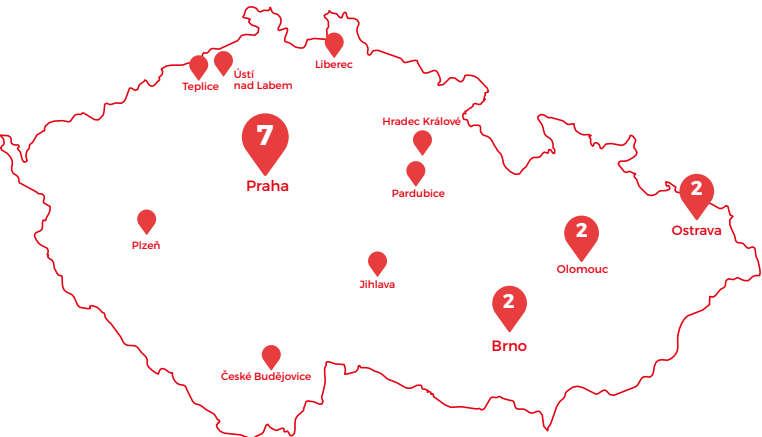 Liberec
Teplice
Ústí
nad Labem
Hradec Králové
7
Praha
Pardubice
2
Ostrava
2
Olomouc
Plzeň
Jihlava
2
Brno
České Budějovice